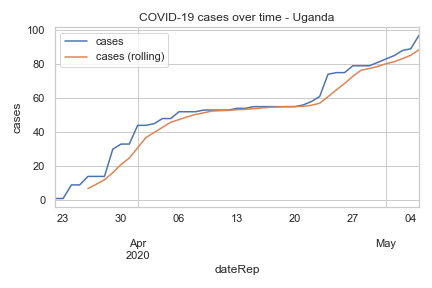 COVID-19 cases over time - Uganda
cases
cases (rolling)
100
80
60
40
20
0
cases
23 30 06 13 20 27 04
Apr May
2020
dateRep